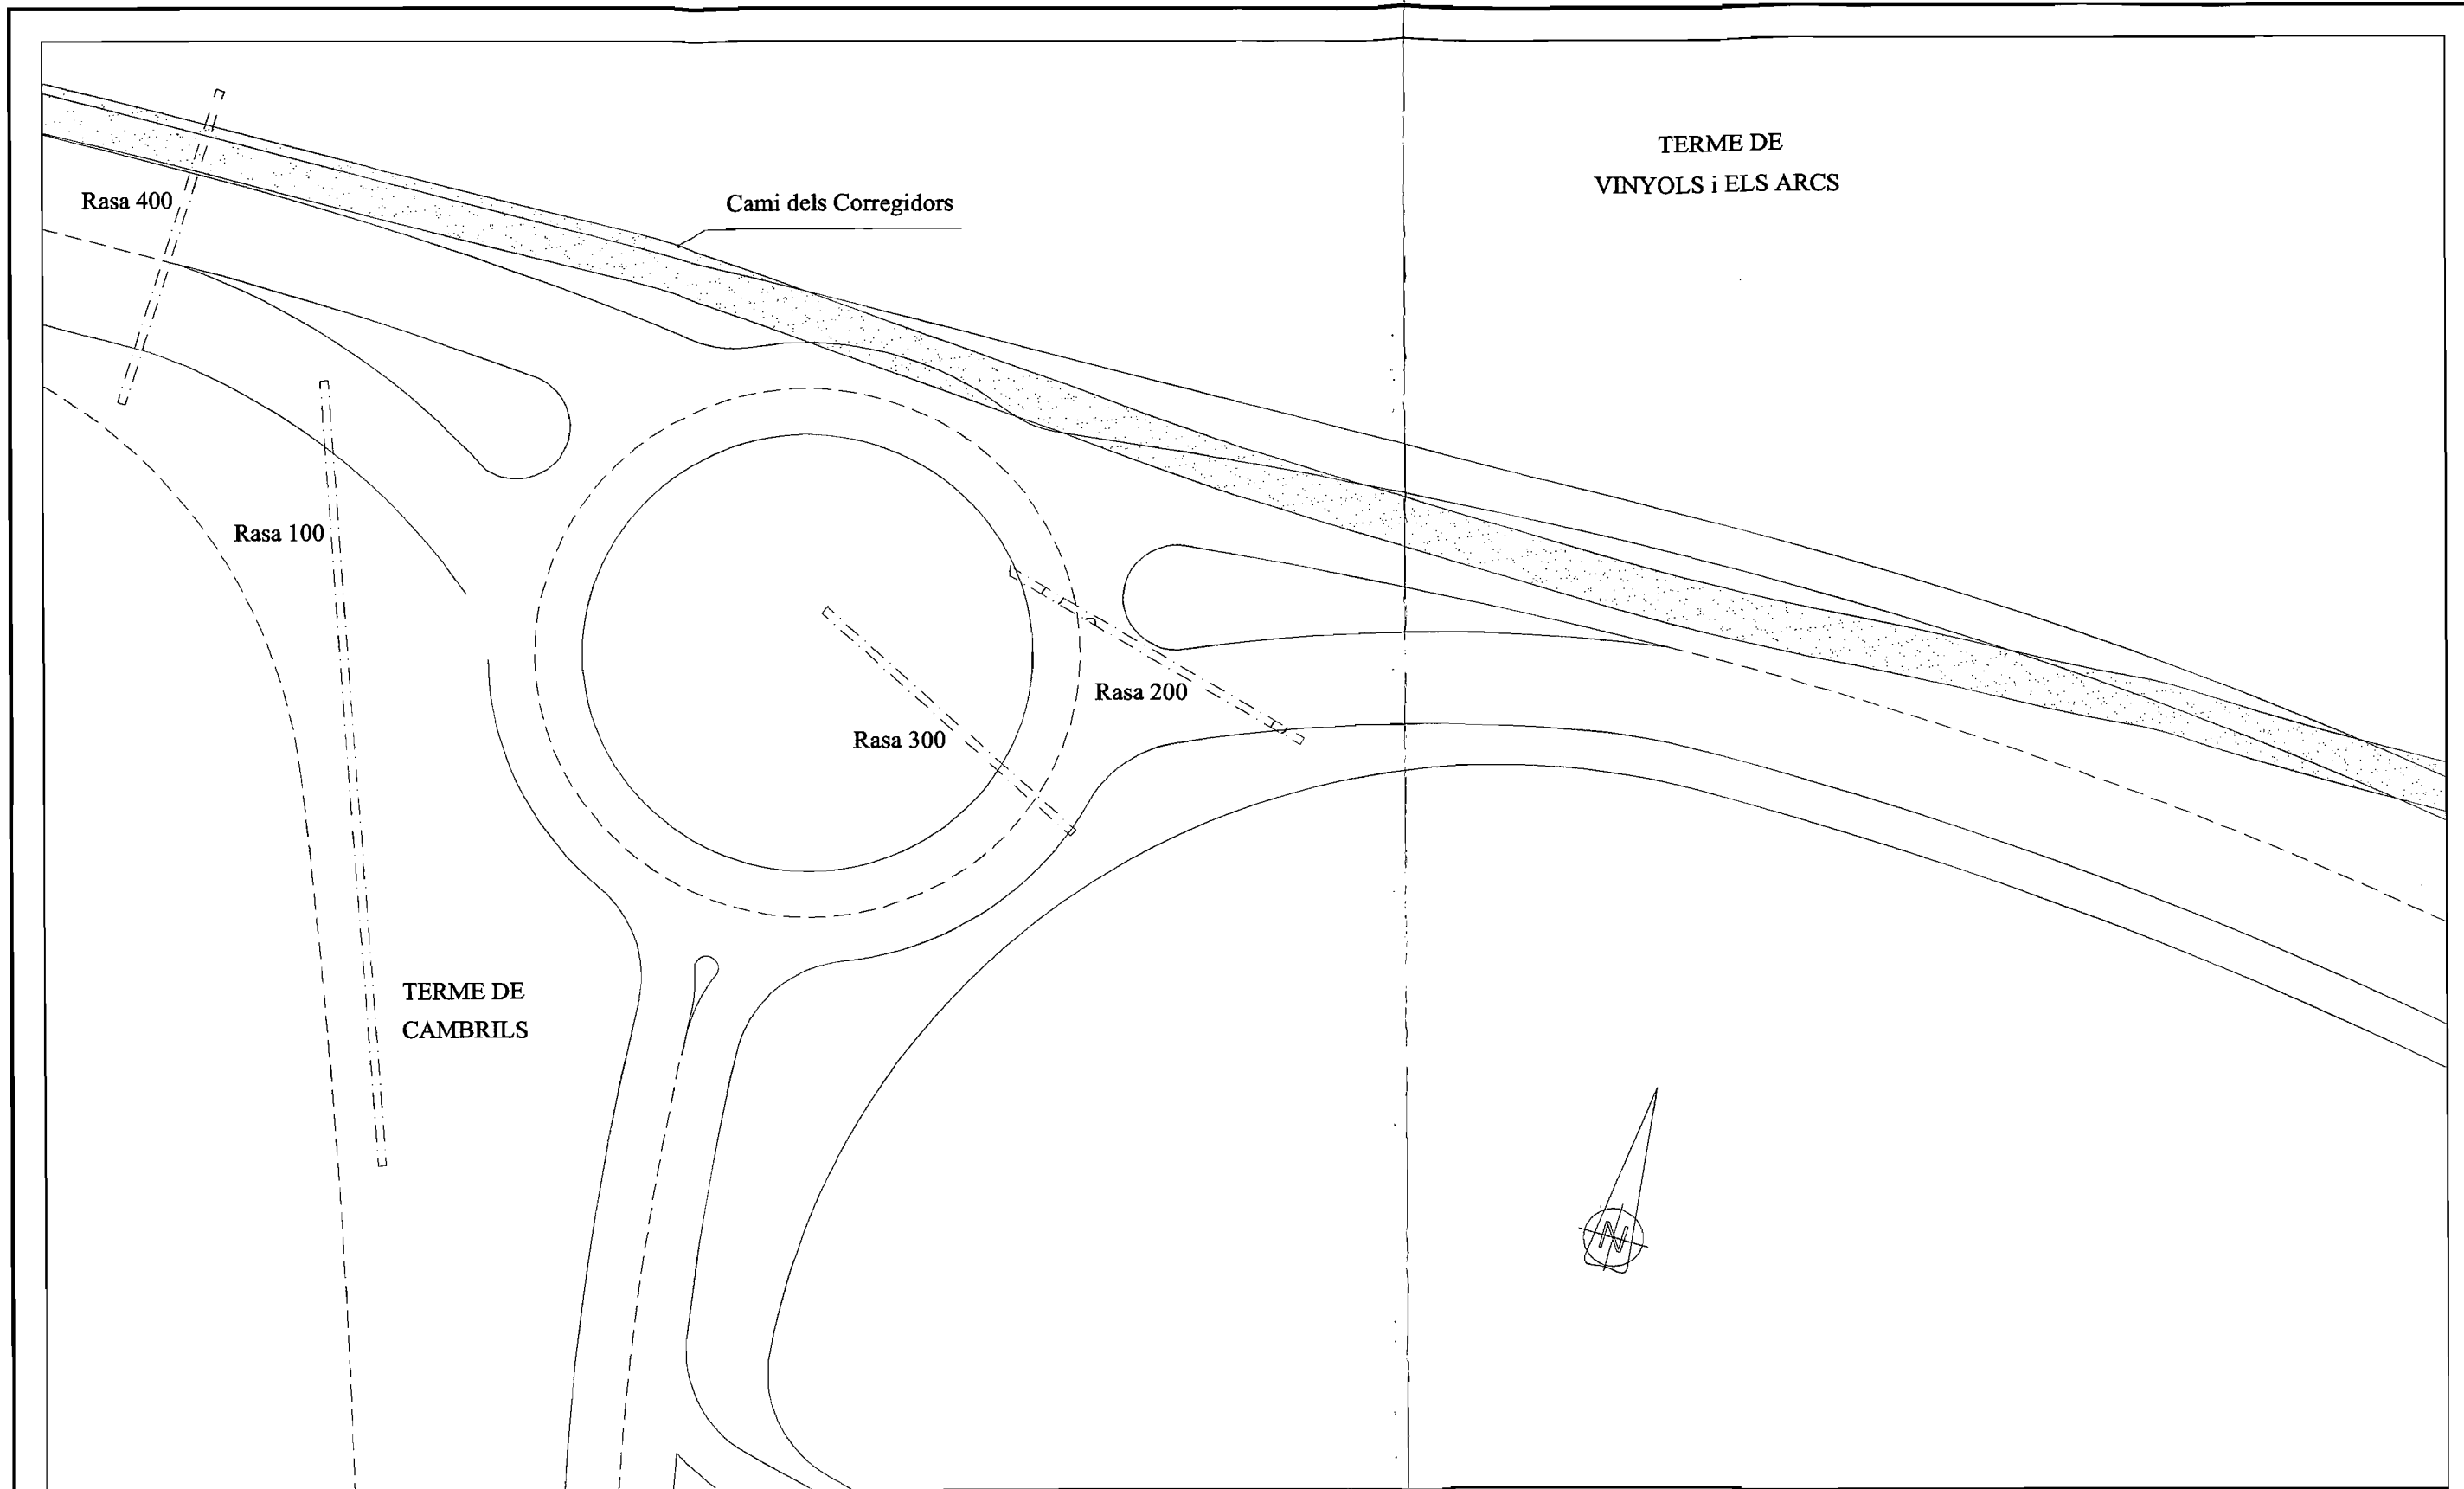 TERME DE
VINYOLS i ELS ARCS
Rasa 400
Cami dels Corregidors
Rasa 100
Rasa 200
Rasa 300
TERME DE
CAMBRILS
N